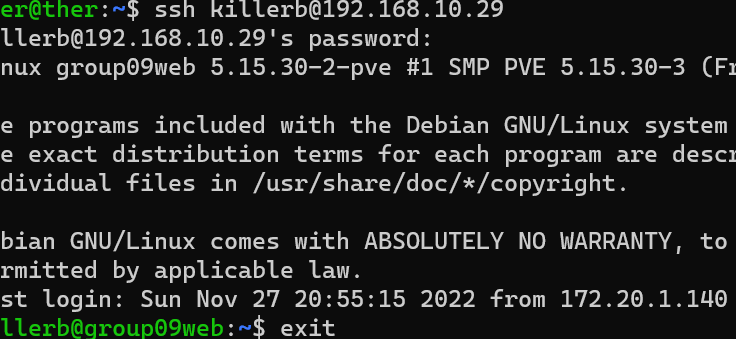 er@ther:~$ ssh killerb@192.168.10.29
llerb@192.168.10.29's password:
nux group09web 5.15.30-2-pve #1 SMP PVE 5.15.30-3 (Fr
e programs included with the Debian GNU/Linux system
e exact distribution terms for each program are descr
dividual files in /usr/share/doc/*/copyright.
bian GNU/Linux comes with ABSOLUTELY NO WARRANTY, to
rmitted by applicable law.
st login: Sun Nov 27 20:55:15 2022 from 172.20.1.140
llerb@group09web:~$ exit